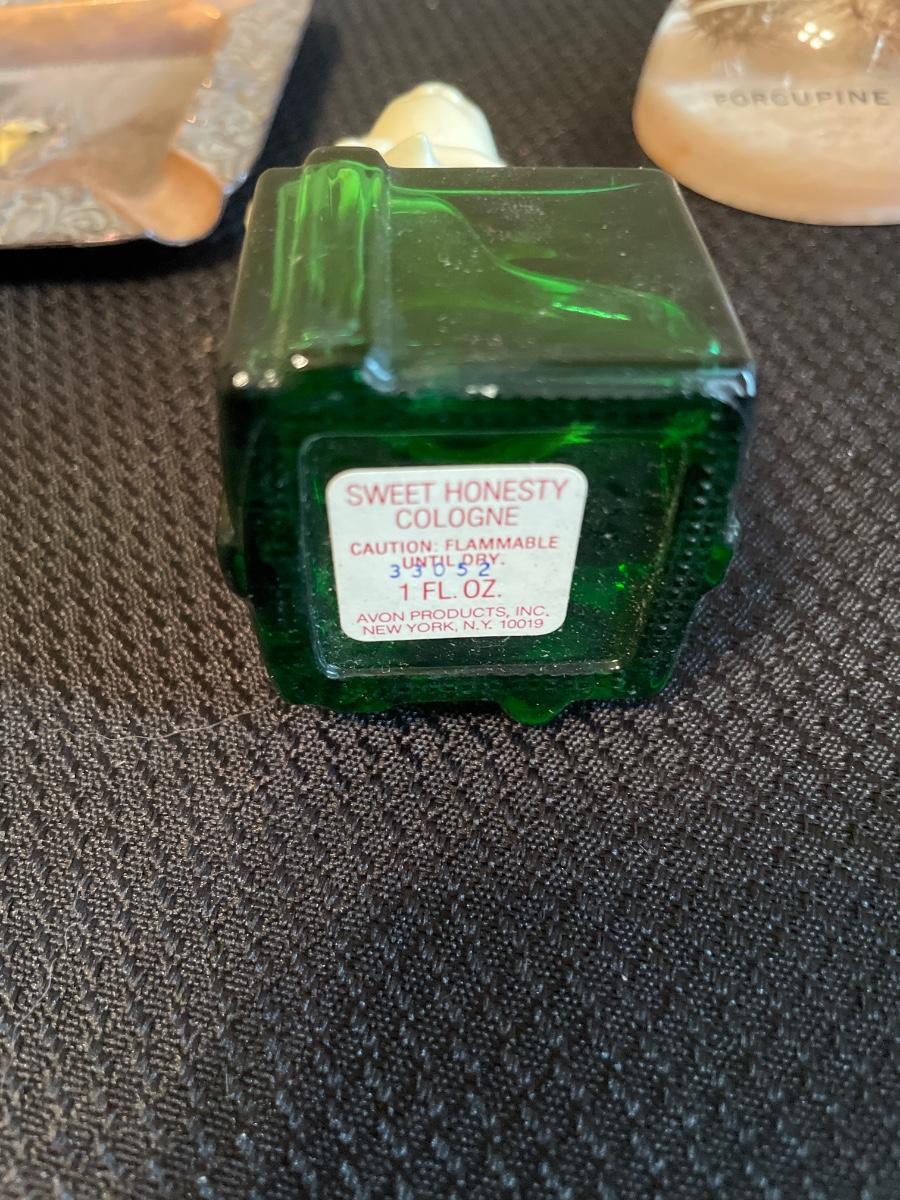 PORCUPINE
SWEET HONESTY
COLOGNE
CAUTION: FLAMMABLE
UNTIL DRY.
33052
1 FL. OZ.
AVON PRODUCTS, INC.
NEW YORK, N.Y. 10019